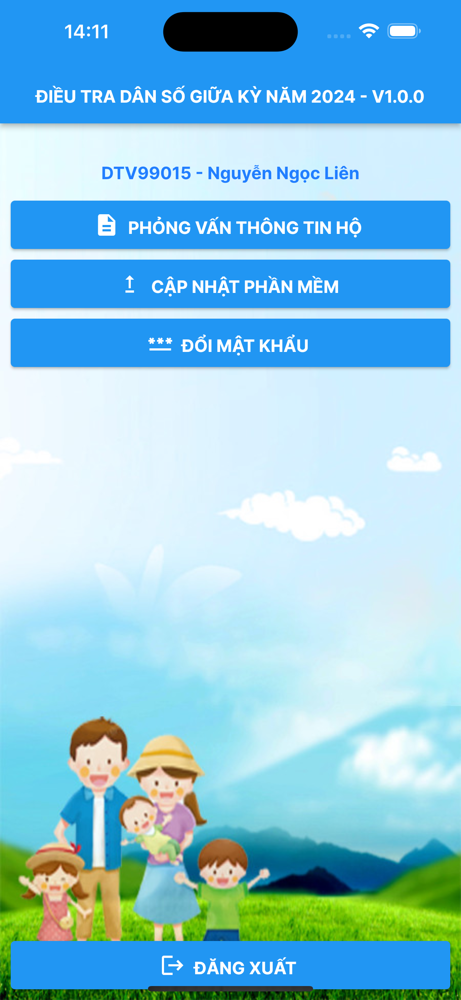 14:11
ĐIỀU TRA DÂN SỐ GIỮA KỲ NĂM 2024 - V1.0.0
DTV99015 - Nguyễn Ngọc Liên
PHỎNG VẤN THÔNG TIN HỘ
CẬP NHẬT PHẦN MỀM
*** ĐỔI MẬT KHẨU
ĐĂNG XUẤT